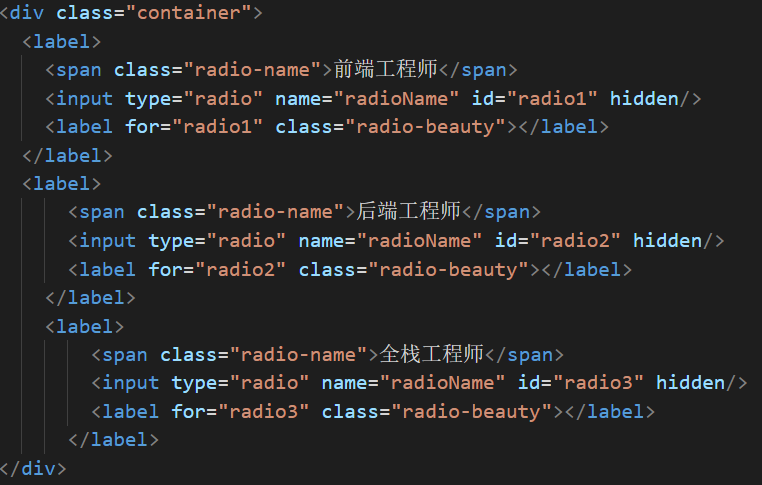 <div class="container">
  <label>
    <span class="radio-name">前端工程师</span>
    <input type="radio" name="radioName" id="radio1" hidden/>
    <label for="radio1" class="radio-beauty"></label>
  </label>
  <label>
      <span class="radio-name">后端工程师</span>
      <input type="radio" name="radioName" id="radio2" hidden/>
      <label for="radio2" class="radio-beauty"></label>
    </label>
    <label>
        <span class="radio-name">全栈工程师</span>
        <input type="radio" name="radioName" id="radio3" hidden/>
        <label for="radio3" class="radio-beauty"></label>
      </label>
</div>